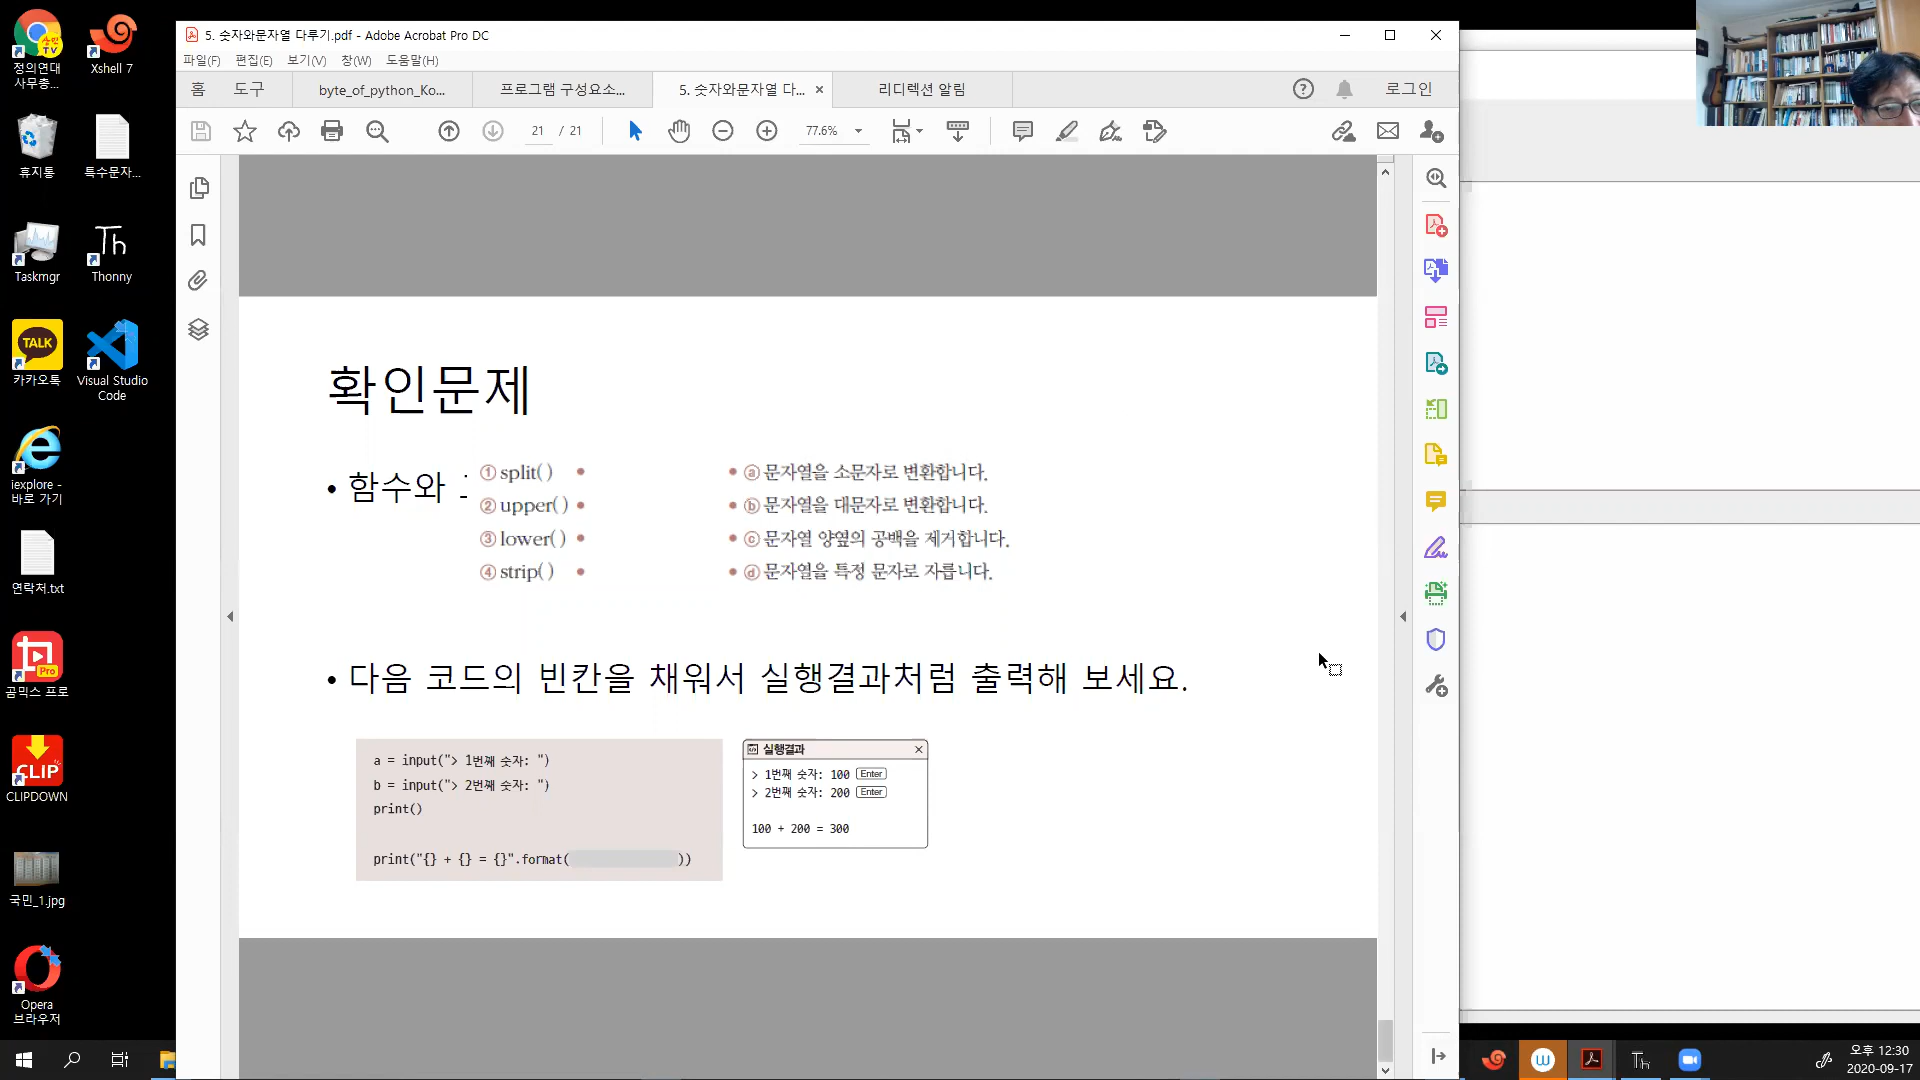 5. 숫자와문자열 다루기.pdf - Adobe Acrobat Pro DC
파일(F) 편집(E) 보기(V) 창(W) 도움말(H)
홈 도구 byte_of_python_Ko... 프로그램 구성요소... 5. 숫자와문자열 다... 리디렉션 알림 로그인
21 / 21 77.6%
확인문제
• 함수와
① split( )
② upper( )
③ lower( )
④ strip( )
ⓐ 문자열을 소문자로 변환합니다.
ⓑ 문자열을 대문자로 변환합니다.
ⓒ 문자열 양옆의 공백을 제거합니다.
ⓓ 문자열을 특정 문자로 자릅니다.
• 다음 코드의 빈칸을 채워서 실행결과처럼 출력해 보세요.
a = input("> 1번째 숫자: ")
b = input("> 2번째 숫자: ")
print()
print("{} + {} = {}".format( ))
실행결과
> 1번째 숫자: 100 Enter
> 2번째 숫자: 200 Enter
100 + 200 = 300
정의연대
사무총...
Xshell 7
휴지통
특수문자...
Taskmgr
Th
Thonny
TALK
카카오톡
Visual Studio
Code
iexplore -
바로 가기
연락처.txt
Pro
곰믹스 프로
CLIP
CLIPDOWN
국민_1.jpg
Opera
브라우저
오후 12:30
2020-09-17